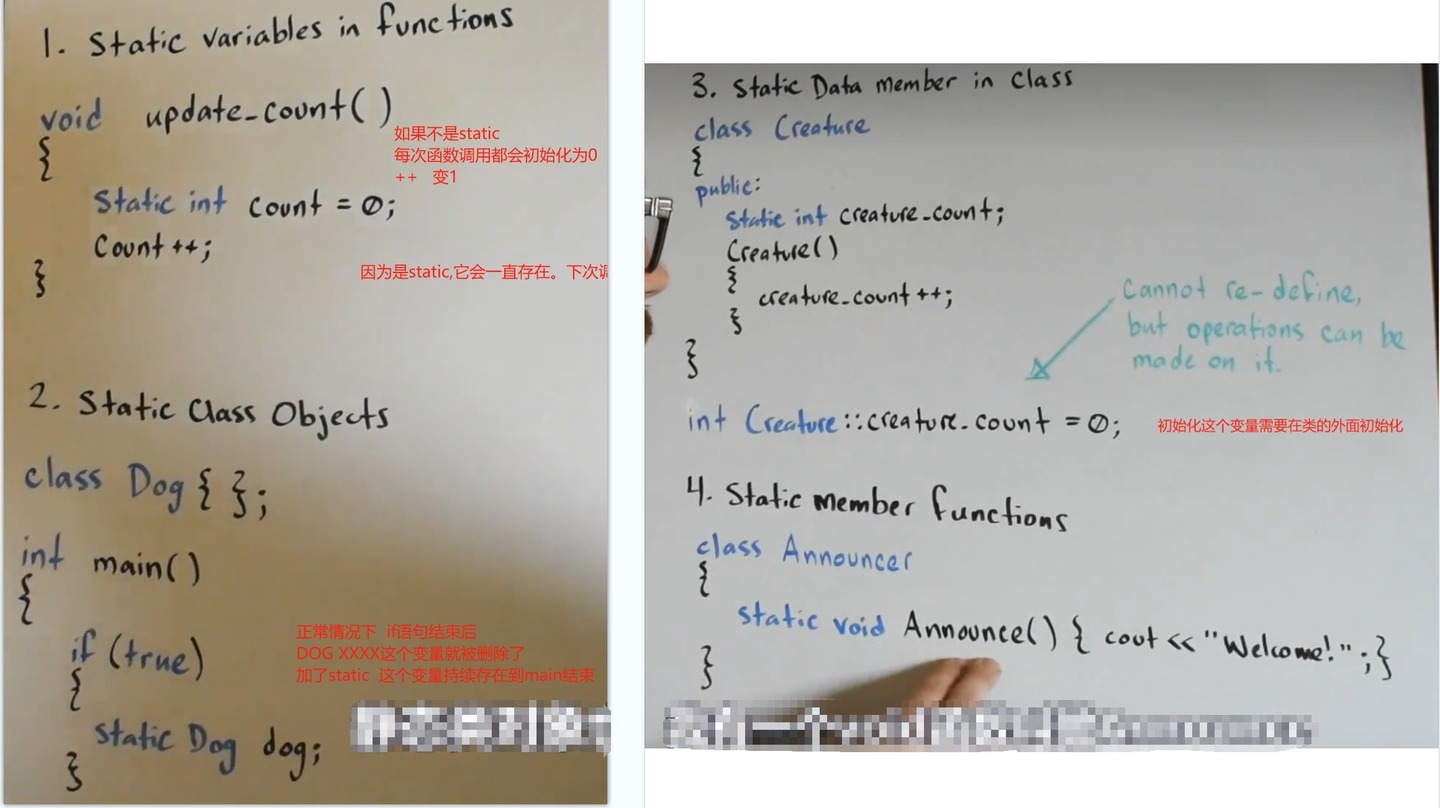 1. Static variables in functions
void update_count()
{
如果不是static
每次函数调用都会初始化为0
++ 变1
Static int count = 0;
Count ++;
因为是static,它会一直存在。下次
}
2. Static Class Objects
class Dog { };
int main()
{
正常情况下 if语句结束后
DOG XXXX这个变量就被删除了
加了static 这个变量持续存在到main结束
if (true)
{
Static Dog dog;
}
3. Static Data member in Class
class Creature
{
public:
Static int creature_count;
Creature()
{
creature_count ++;
}
}
Cannot re-define,
but operations can be
made on it.
int Creature::creature_count = 0;
初始化这个变量需要在类的外面初始化
4. Static member functions
class Announcer
{
static void Announce() { cout << "Welcome!" ;}
}